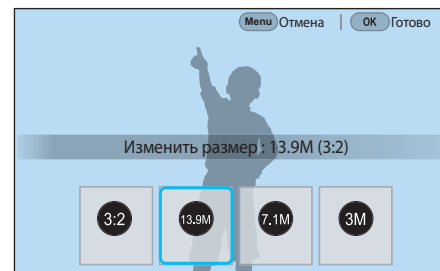 Menu Отмена | OK Готово
Изменить размер : 13.9M (3:2)
3:2 13.9M 7.1M 3M